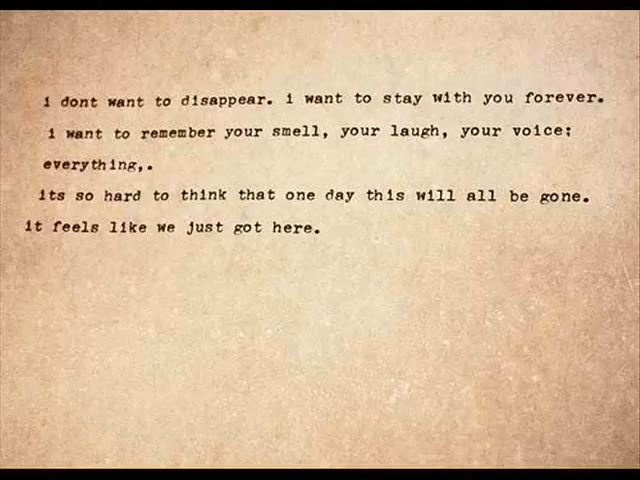 i dont want to disappear. i want to stay with you forever.
i want to remember your smell, your laugh, your voice;
everything,.
its so hard to think that one day this will all be gone.
it feels like we just got here.